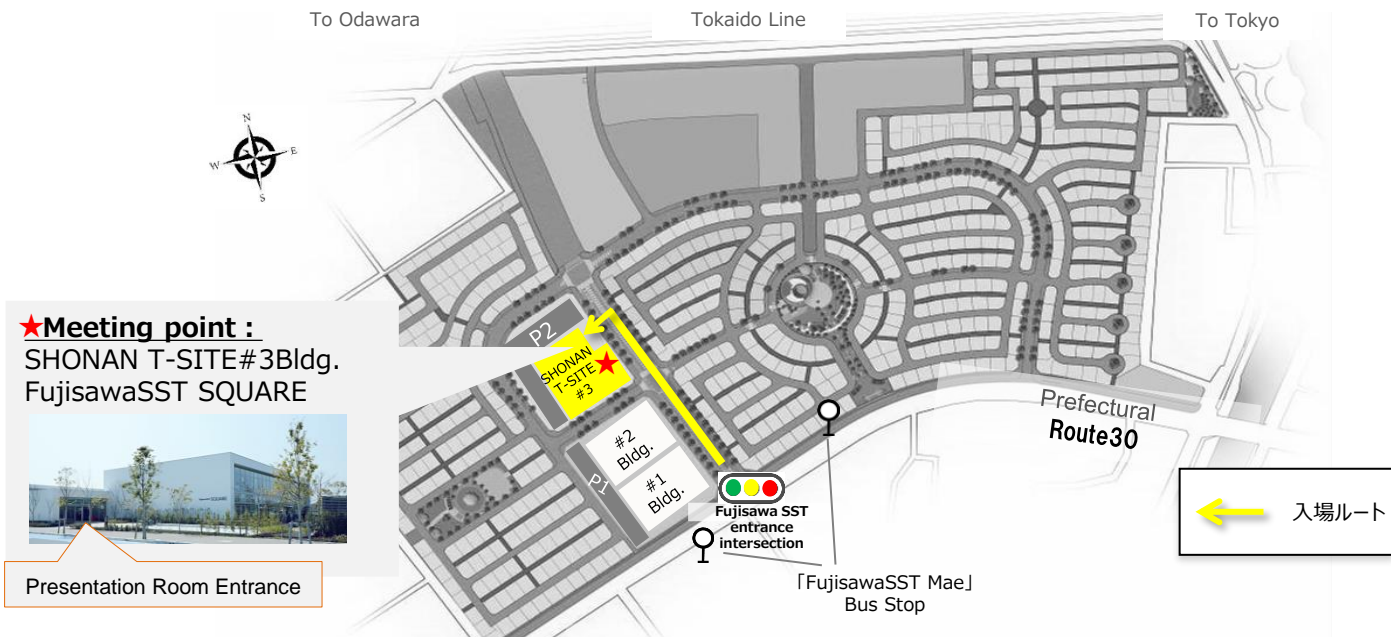 To Odawara
Tokaido Line
To Tokyo
N
W
E
S
★Meeting point :
SHONAN T-SITE#3Bldg.
FujisawaSST SQUARE
SQUARE
Presentation Room Entrance
P2
SHONAN
T-SITE
#3
#2
Bldg.
#1
Bldg.
P1
Fujisawa SST
entrance
intersection
Prefectural
Route30
「FujisawaSST Mae」
Bus Stop
入場ルート